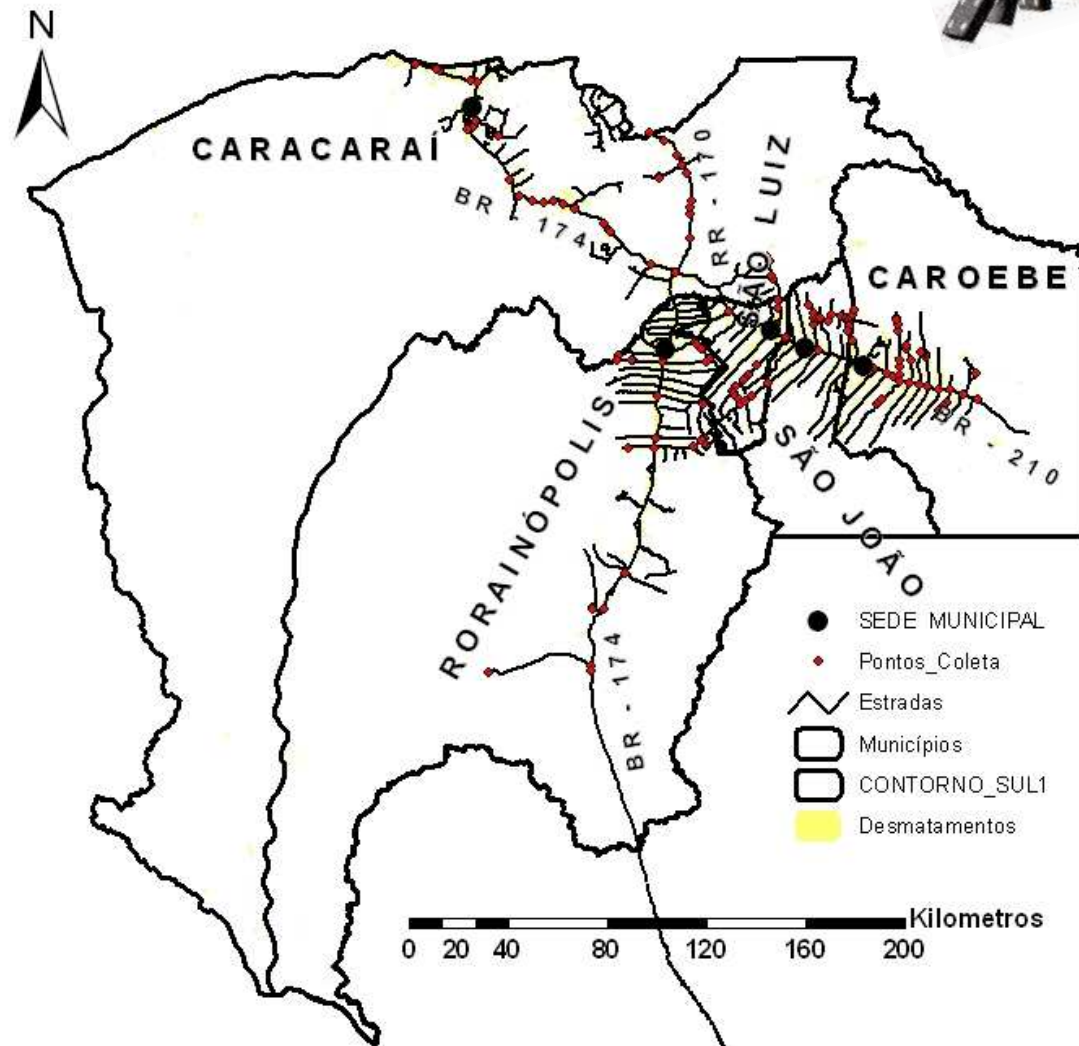 N
CARACARAÍ
BR - 174
RR - 170
SÃO LUIZ
CAROEBE
BR - 210
SÃO JOÃO
RORAINÓPOLIS
BR - 174
SEDE MUNICIPAL
Pontos_Coleta
Estradas
Municípios
CONTORNO_SUL1
Desmatamentos
Kilometros
0 20 40 80 120 160 200